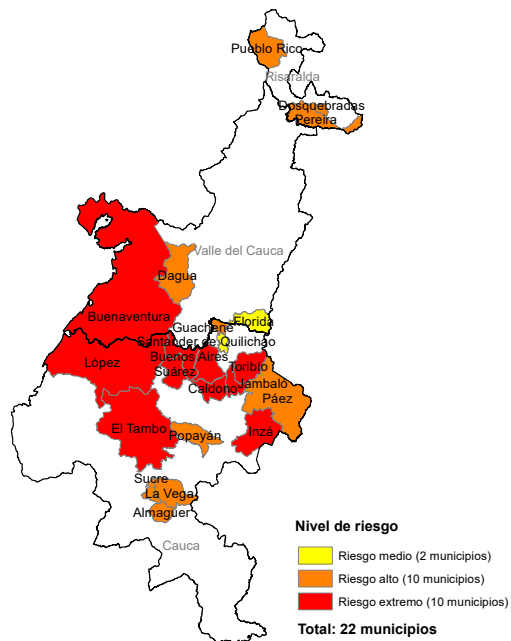 Pueblo Rico
Risaralda
Dosquebradas
Pereira
Valle del Cauca
Dagua
Buenaventura
Florida
Guachené
Santander de Quilichao
López
Buenos Aires
Suárez
Toribío
Caldono
Jambaló
Páez
El Tambo
Popayán
Inzá
Sucre
La Vega
Almaguer
Cauca
Nivel de riesgo
Riesgo medio (2 municipios)
Riesgo alto (10 municipios)
Riesgo extremo (10 municipios)
Total: 22 municipios